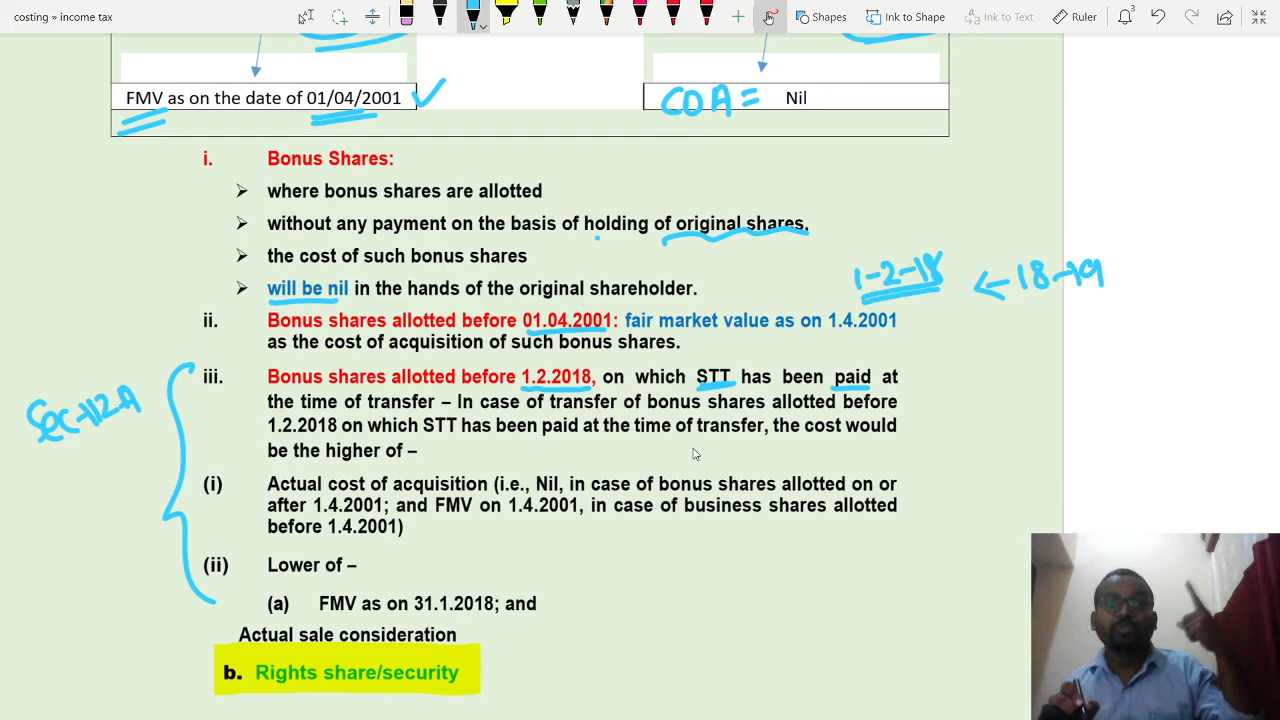 costing » income tax
Shapes
Ink to Shape
Ink to Text
Ruler
FMV as on the date of 01/04/2001
COA =
Nil
i. Bonus Shares:
➢ where bonus shares are allotted
➢ without any payment on the basis of holding of original shares,
➢ the cost of such bonus shares
➢ will be nil in the hands of the original shareholder.
1-2-18 ← 18-19
ii. Bonus shares allotted before 01.04.2001: fair market value as on 1.4.2001
as the cost of acquisition of such bonus shares.
Sec-112A
iii. Bonus shares allotted before 1.2.2018, on which STT has been paid at
the time of transfer – In case of transfer of bonus shares allotted before
1.2.2018 on which STT has been paid at the time of transfer, the cost would
be the higher of –
(i) Actual cost of acquisition (i.e., Nil, in case of bonus shares allotted on or
after 1.4.2001; and FMV on 1.4.2001, in case of business shares allotted
before 1.4.2001)
(ii) Lower of –
(a) FMV as on 31.1.2018; and
Actual sale consideration
b. Rights share/security